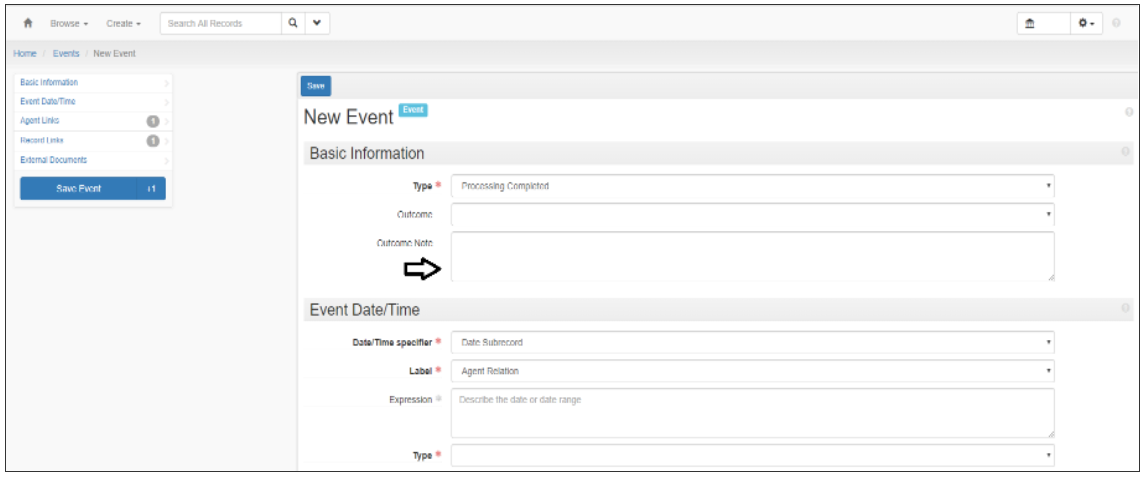 Browse Create Search All Records
Home / Events / New Event
Basic Information
Event Date/Time
Agent Links 1
Record Links 1
External Documents
Save Event +1
Save
New Event Event
Basic Information
Type * Processing Completed
Outcome
Outcome Note
Event Date/Time
Date/Time specifier * Date Subrecord
Label * Agent Relation
Expression Describe the date or date range
Type *